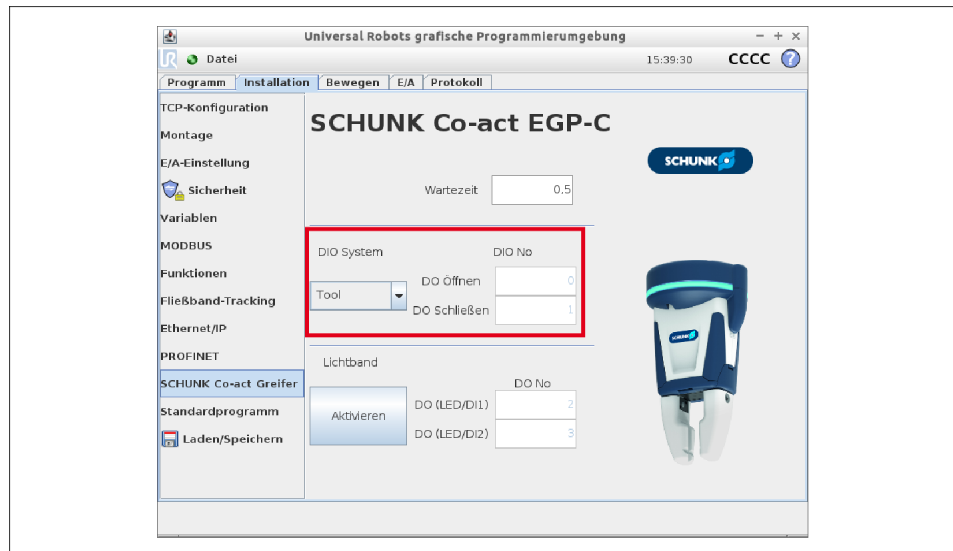 Universal Robots grafische Programmierumgebung
Datei
15:39:30
CCCC
?
Programm
Installation
Bewegen
E/A
Protokoll
TCP-Konfiguration
Montage
E/A-Einstellung
Sicherheit
Variablen
MODBUS
Funktionen
Fließband-Tracking
Ethernet/IP
PROFINET
SCHUNK Co-act Greifer
Standardprogramm
Laden/Speichern
SCHUNK Co-act EGP-C
SCHUNK
Wartezeit
0.5
DIO System
DIO No
Tool
DO Öffnen
0
DO Schließen
1
Lichtband
DO No
Aktivieren
DO (LED/DI1)
2
DO (LED/DI2)
3
SCHUNK